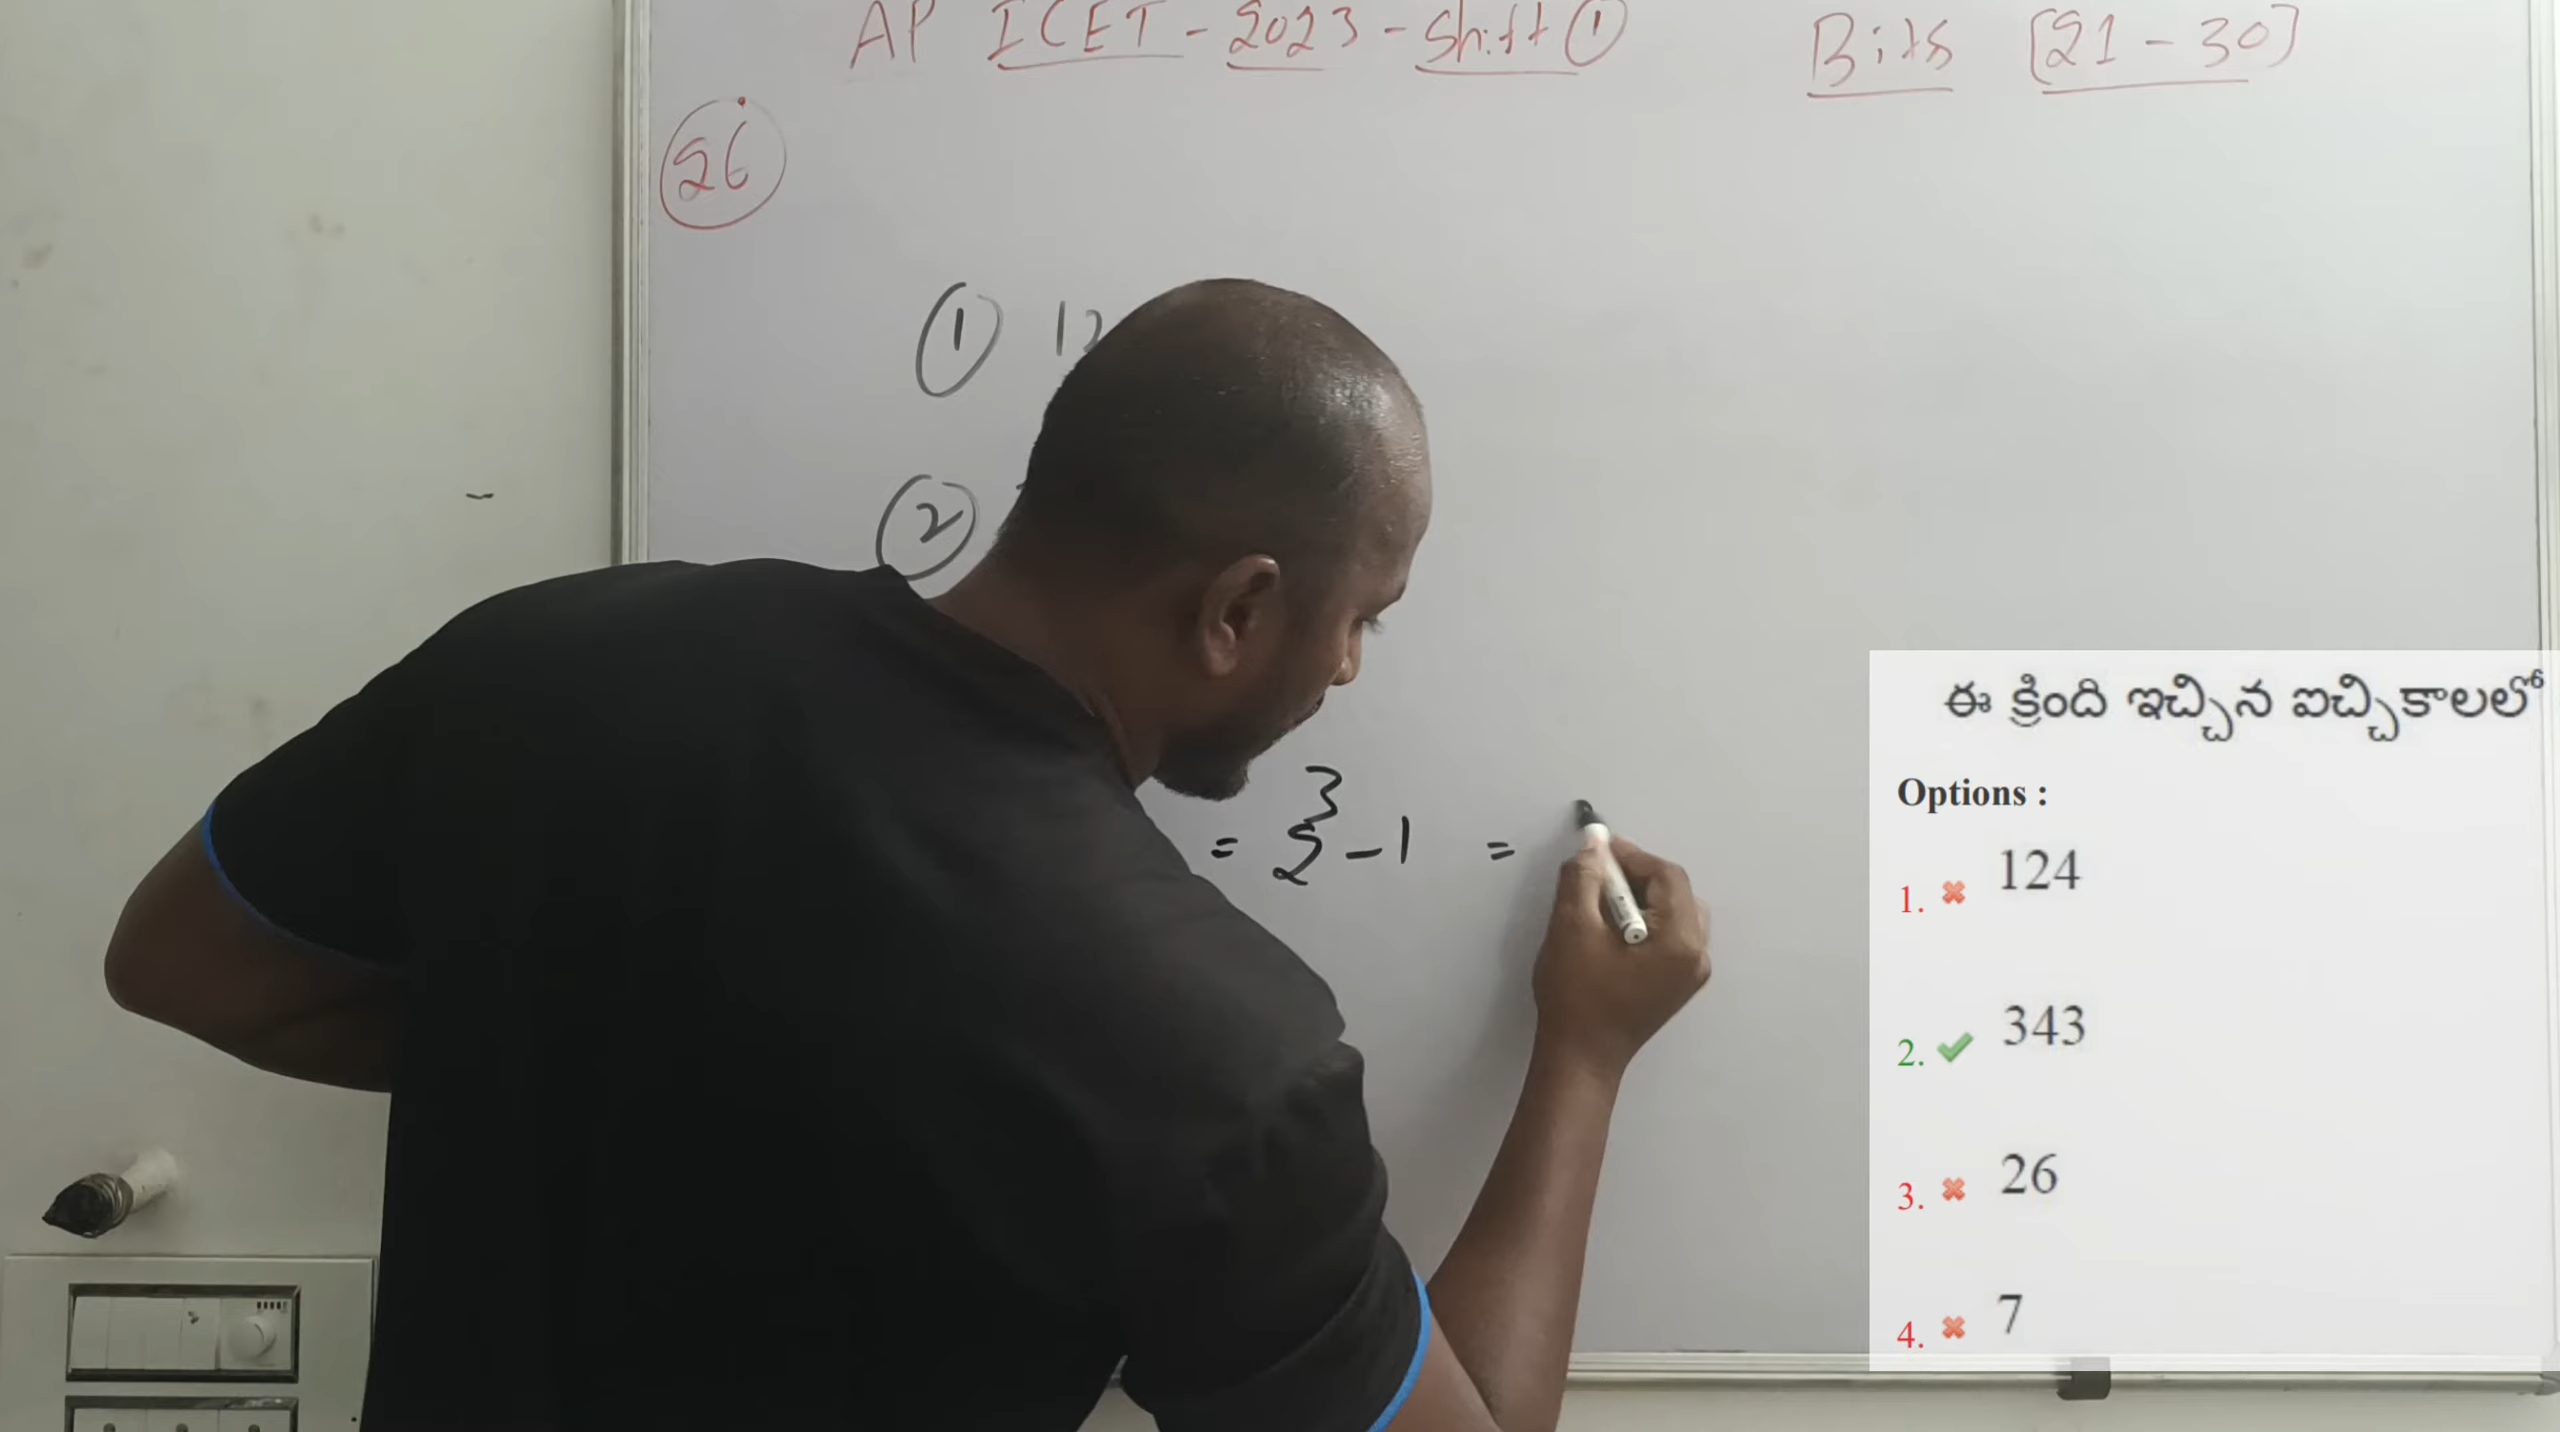 AP ICET - 2023 - Shift ①
Bits [21 - 30]
26
① 12
②
= 2³ - 1 =
ఈ క్రింది ఇచ్చిన ఐచ్ఛికాలలో
Options :
1. ✖ 124
2. ✔ 343
3. ✖ 26
4. ✖ 7